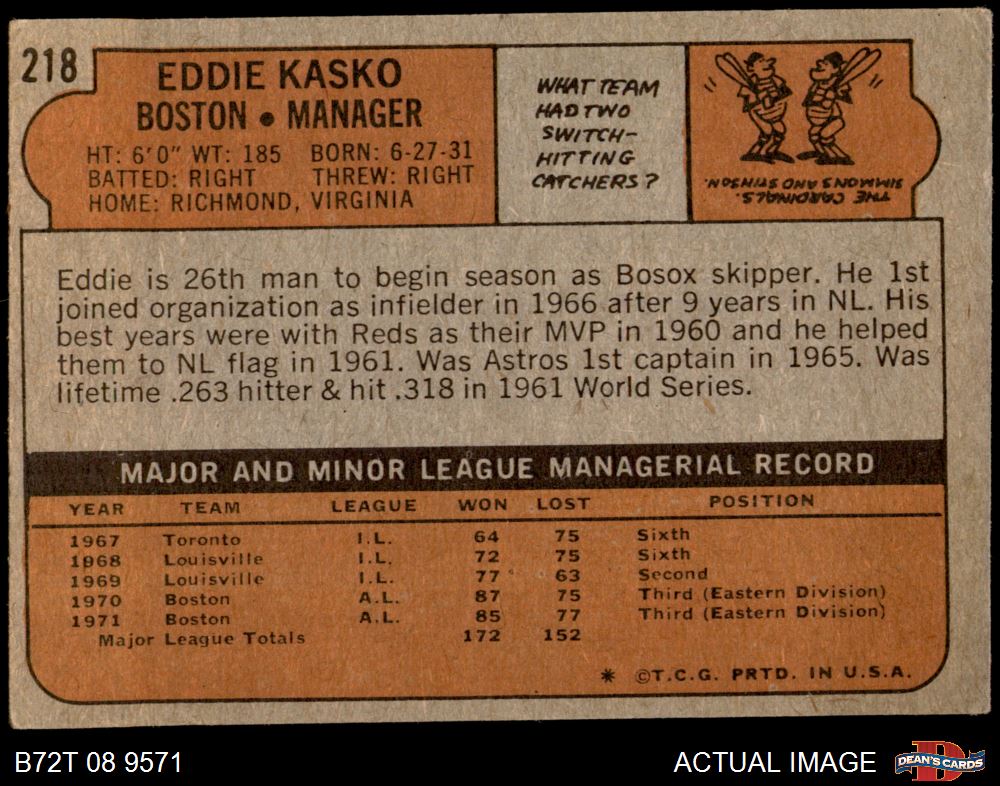 218
EDDIE KASKO
BOSTON • MANAGER
HT: 6'0" WT: 185 BORN: 6-27-31
BATTED: RIGHT THREW: RIGHT
HOME: RICHMOND, VIRGINIA
WHAT TEAM
HAD TWO
SWITCH-
HITTING
CATCHERS?
THE CARDINALS.
SIMMONS AND STINSON.
Eddie is 26th man to begin season as Bosox skipper. He 1st
joined organization as infielder in 1966 after 9 years in NL. His
best years were with Reds as their MVP in 1960 and he helped
them to NL flag in 1961. Was Astros 1st captain in 1965. Was
lifetime .263 hitter & hit .318 in 1961 World Series.
MAJOR AND MINOR LEAGUE MANAGERIAL RECORD
YEAR TEAM LEAGUE WON LOST POSITION
1967 Toronto I.L. 64 75 Sixth
1968 Louisville I.L. 72 75 Sixth
1969 Louisville I.L. 77 63 Second
1970 Boston A.L. 87 75 Third (Eastern Division)
1971 Boston A.L. 85 77 Third (Eastern Division)
Major League Totals 172 152
* ©T.C.G. PRTD. IN U.S.A.
B72T 08 9571 ACTUAL IMAGE
D
DEAN'S CARDS